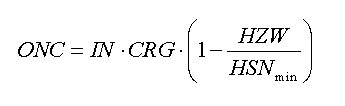 ONC = IN · CRG · (1 − HZW / HSN_min)